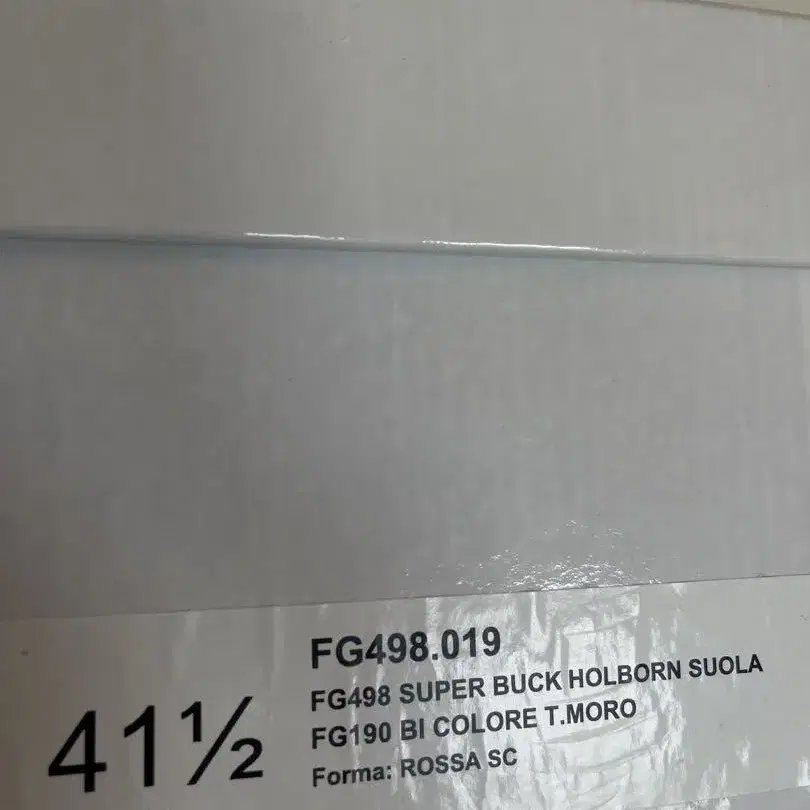 FG498.019
FG498 SUPER BUCK HOLBORN SUOLA
FG190 BI COLORE T.MORO
41½
Forma: ROSSA SC